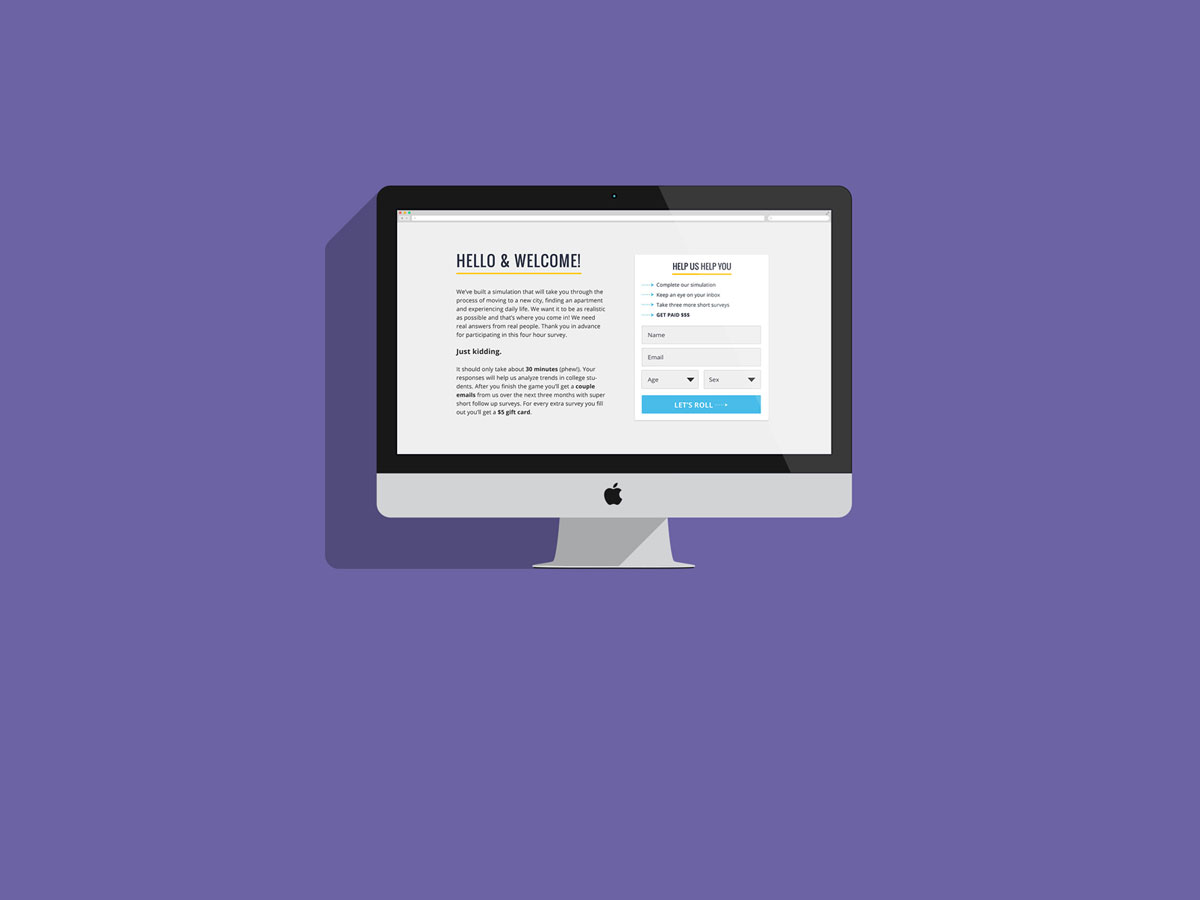 HELLO & WELCOME!
We've built a simulation that will take you through the
process of moving to a new city, finding an apartment
and experiencing daily life. We want it to be as realistic
as possible and that's where you come in! We need
real answers from real people. Thank you in advance
for participating in this four hour survey.
Just kidding.
It should only take about 30 minutes (phew!). Your
responses will help us analyze trends in college stu-
dents. After you finish the game you'll get a couple
emails from us over the next three months with super
short follow up surveys. For every extra survey you fill
out you'll get a $5 gift card.
HELP US HELP YOU
Complete our simulation
Keep an eye on your inbox
Take three more short surveys
GET PAID $$$
Name
Email
Age
Sex
LET'S ROLL